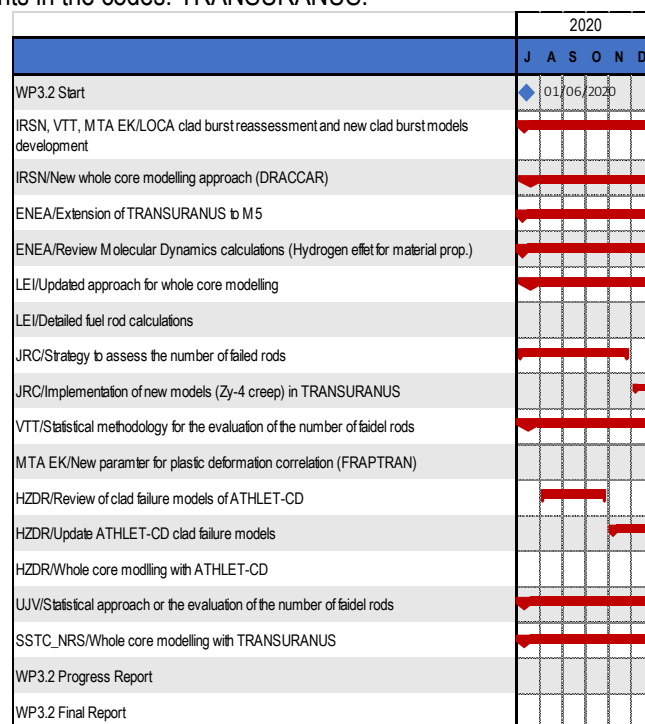 nts in the codes: TRANSURANUS.
2020
J A S O N D
WP3.2 Start
01/06/2020
IRSN, VTT, MTA EK/LOCA clad burst reassessment and new clad burst models
development
IRSN/New whole core modelling approach (DRACCAR)
ENEA/Extension of TRANSURANUS to M5
ENEA/Review Molecular Dynamics calculations (Hydrogen effet for material prop.)
LEI/Updated approach for whole core modelling
LEI/Detailed fuel rod calculations
JRC/Strategy to assess the number of failed rods
JRC/Implementation of new models (Zy-4 creep) in TRANSURANUS
VTT/Statistical methodology for the evaluation of the number of faidel rods
MTA EK/New paramter for plastic deformation correlation (FRAPTRAN)
HZDR/Review of clad failure models of ATHLET-CD
HZDR/Update ATHLET-CD clad failure models
HZDR/Whole core modlling with ATHLET-CD
UJV/Statistical approach or the evaluation of the number of faidel rods
SSTC_NRS/Whole core modelling with TRANSURANUS
WP3.2 Progress Report
WP3.2 Final Report